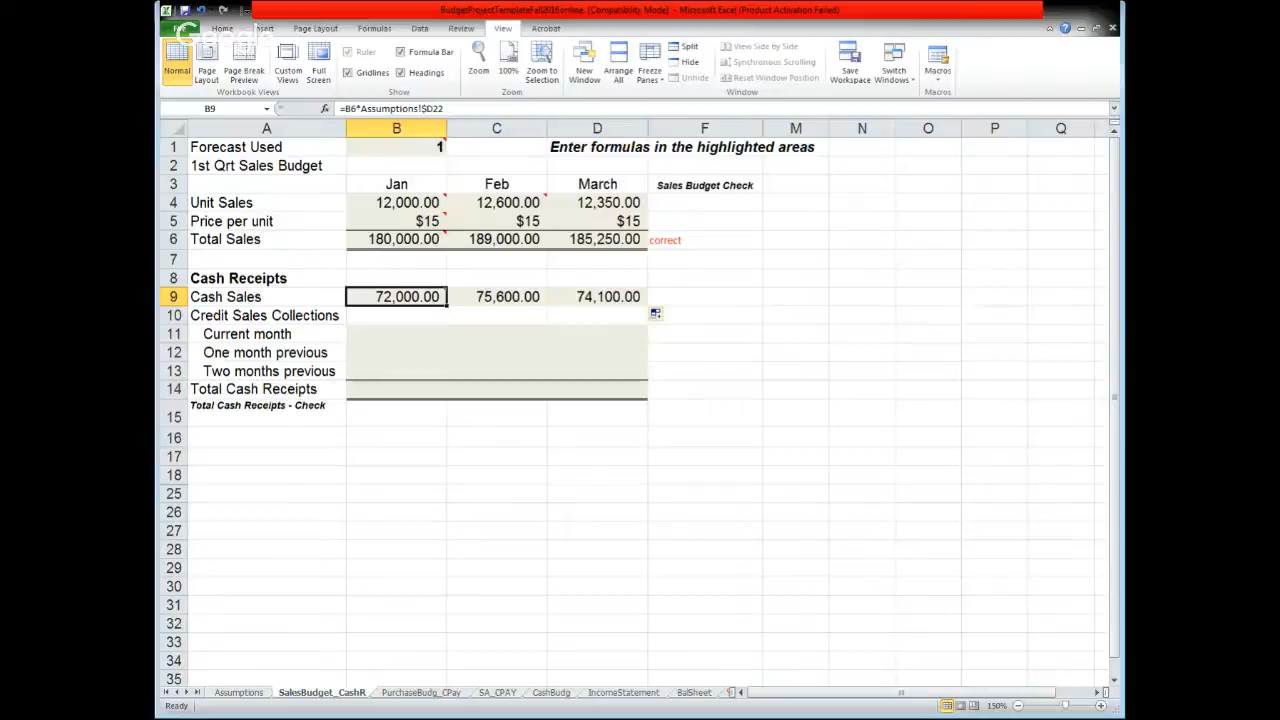 BudgetProjectTemplateFall2016online [Compatibility Mode] - Microsoft Excel (Product Activation Failed)
File Home Insert Page Layout Formulas Data Review View Acrobat
Normal Page Layout Page Break Preview Custom Views Full Screen
Workbook Views
Ruler Formula Bar
Gridlines Headings
Show
Zoom 100% Zoom to Selection
Zoom
New Window Arrange All Freeze Panes
Split
Hide
Unhide
View Side by Side
Synchronous Scrolling
Reset Window Position
Window
Save Workspace Switch Windows
Macros
Macros
B9 fx =B6*Assumptions!$D22
A B C D F M N O P Q
1 Forecast Used 1 Enter formulas in the highlighted areas
2 1st Qrt Sales Budget
3 Jan Feb March Sales Budget Check
4 Unit Sales 12,000.00 12,600.00 12,350.00
5 Price per unit $15 $15 $15
6 Total Sales 180,000.00 189,000.00 185,250.00 correct
7
8 Cash Receipts
9 Cash Sales 72,000.00 75,600.00 74,100.00
10 Credit Sales Collections
11 Current month
12 One month previous
13 Two months previous
14 Total Cash Receipts
15 Total Cash Receipts - Check
16
17
18
25
26
27
28
29
30
31
32
33
34
35
Assumptions SalesBudget_CashR PurchaseBudg_CPay SA_CPAY CashBudg IncomeStatement BalSheet
Ready 150%